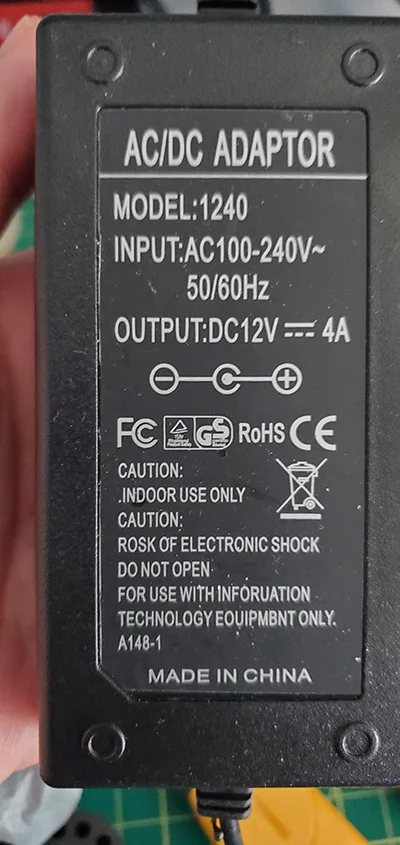 AC/DC ADAPTOR
MODEL:1240
INPUT:AC100-240V~
50/60Hz
OUTPUT:DC12V ⎓ 4A
FC GS RoHS CE
CAUTION:
.INDOOR USE ONLY
CAUTION:
ROSK OF ELECTRONIC SHOCK
DO NOT OPEN
FOR USE WITH INFORUATION
TECHNOLOGY EQUIPMBNT ONLY.
A148-1
MADE IN CHINA